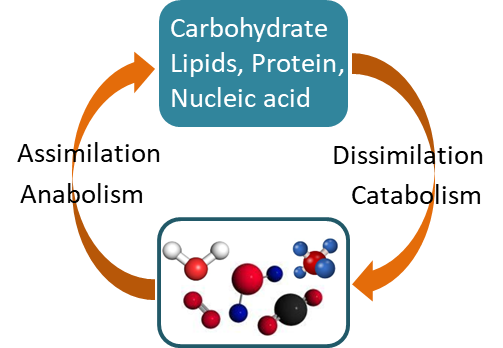 Carbohydrate
Lipids, Protein,
Nucleic acid
Assimilation
Anabolism
Dissimilation
Catabolism